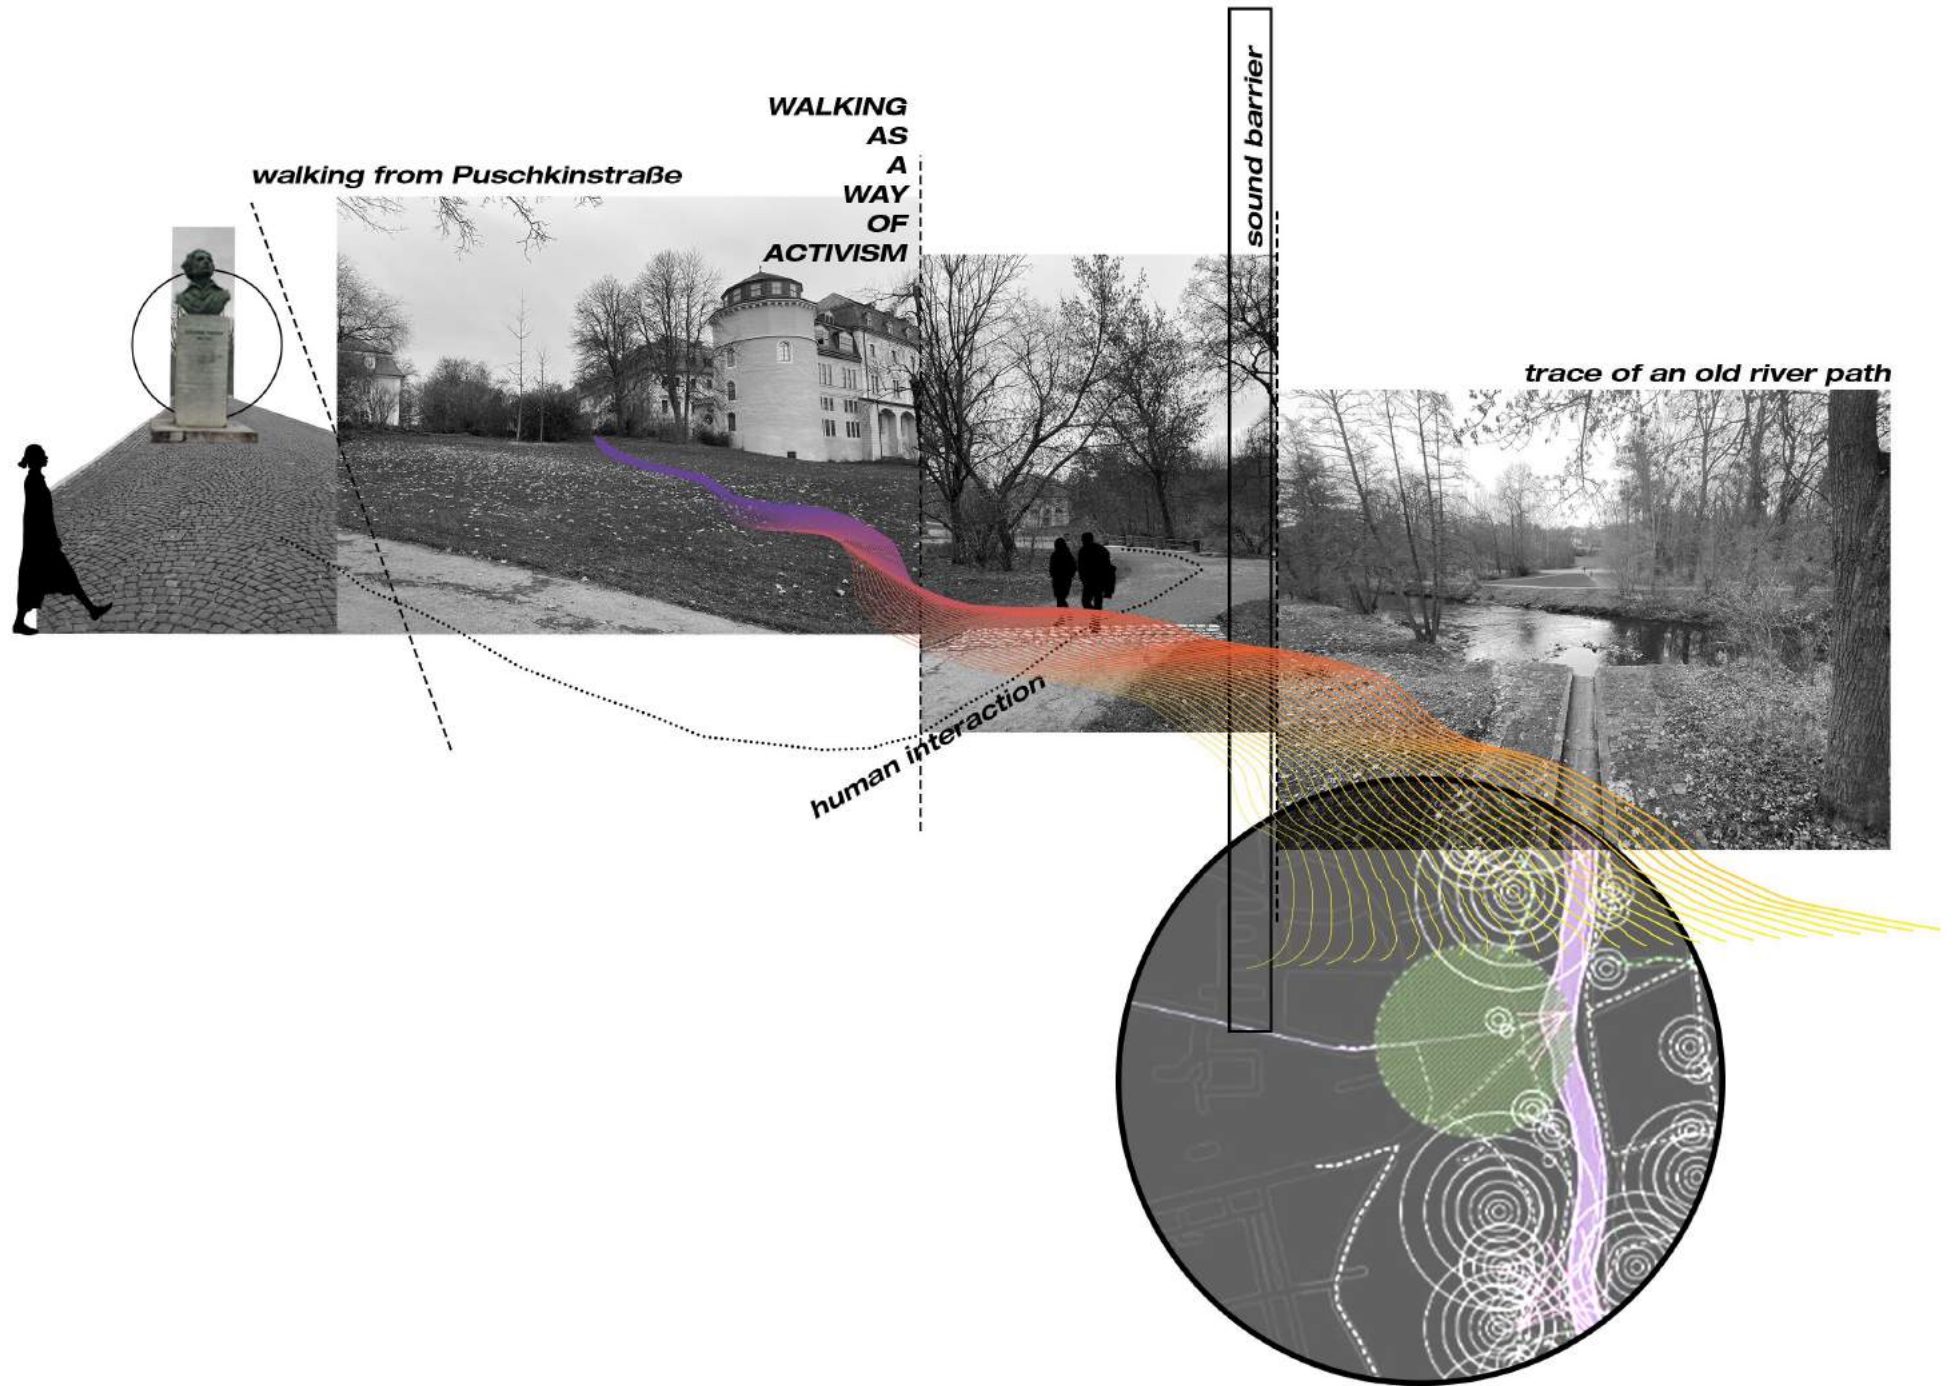 WALKING
AS
A
WAY
OF
ACTIVISM
walking from Puschkinstraße
sound barrier
trace of an old river path
human interaction